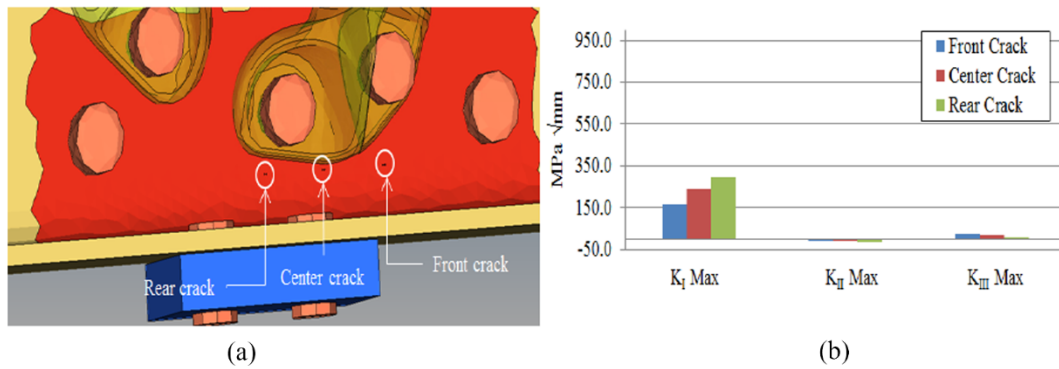 Rear crack
Center crack
Front crack
(a)
MPa √mm
950.0
750.0
550.0
350.0
150.0
-50.0
Front Crack
Center Crack
Rear Crack
K_I Max
K_II Max
K_III Max
(b)